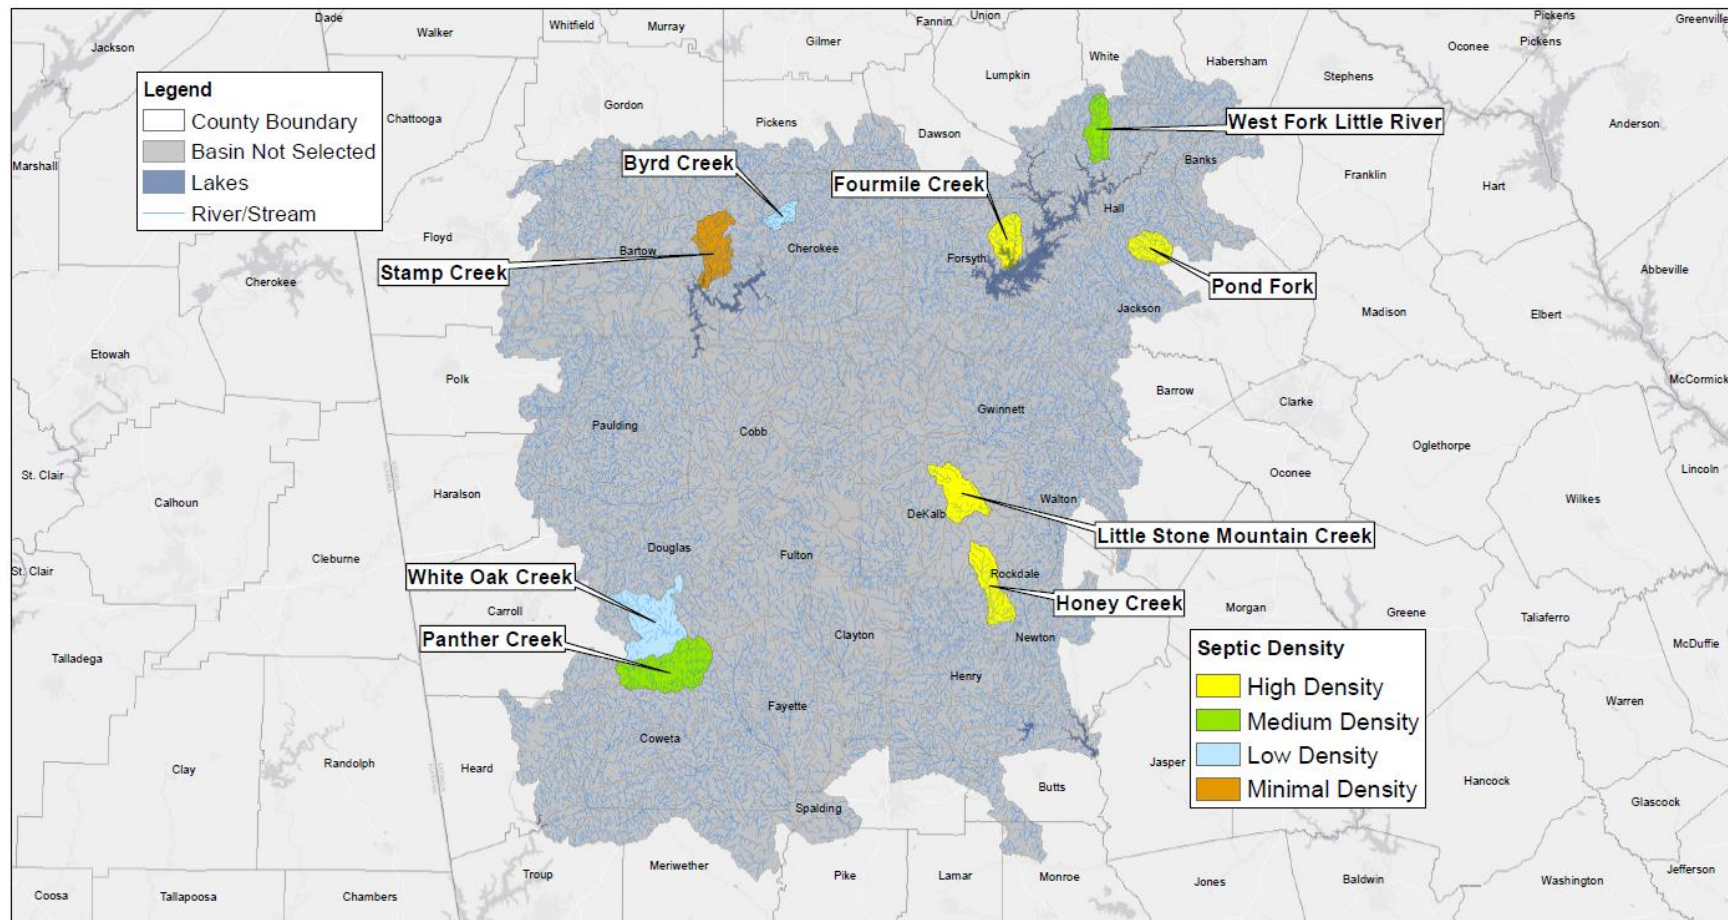 Dade
Union
Pickens
Greenville
Walker
Whitfield
Murray
Fannin
Gilmer
White
Oconee
Pickens
Jackson
Habersham
Lumpkin
Stephens
Legend
County Boundary
Basin Not Selected
Lakes
River/Stream
Gordon
Chattooga
Pickens
Dawson
West Fork Little River
Anderson
Marshall
Byrd Creek
Banks
Fourmile Creek
Franklin
Hart
Hall
Floyd
Bartow
Cherokee
Forsyth
Stamp Creek
Cherokee
Pond Fork
Abbeville
Jackson
Madison
Elbert
Etowah
Polk
McCormick
Barrow
Clarke
Gwinnett
Paulding
Cobb
Oglethorpe
St. Clair
Oconee
Lincoln
Calhoun
Haralson
Walton
Wilkes
DeKalb
Little Stone Mountain Creek
Douglas
Fulton
Cleburne
St. Clair
White Oak Creek
Rockdale
Carroll
Honey Creek
Morgan
Greene
Taliaferro
Clayton
Newton
Panther Creek
McDuffie
Talladega
Septic Density
High Density
Medium Density
Low Density
Minimal Density
Henry
Warren
Fayette
Coweta
Jasper
Clay
Randolph
Heard
Hancock
Butts
Glascock
Spalding
Meriwether
Troup
Pike
Lamar
Monroe
Jefferson
Coosa
Tallapoosa
Chambers
Jones
Baldwin
Washington